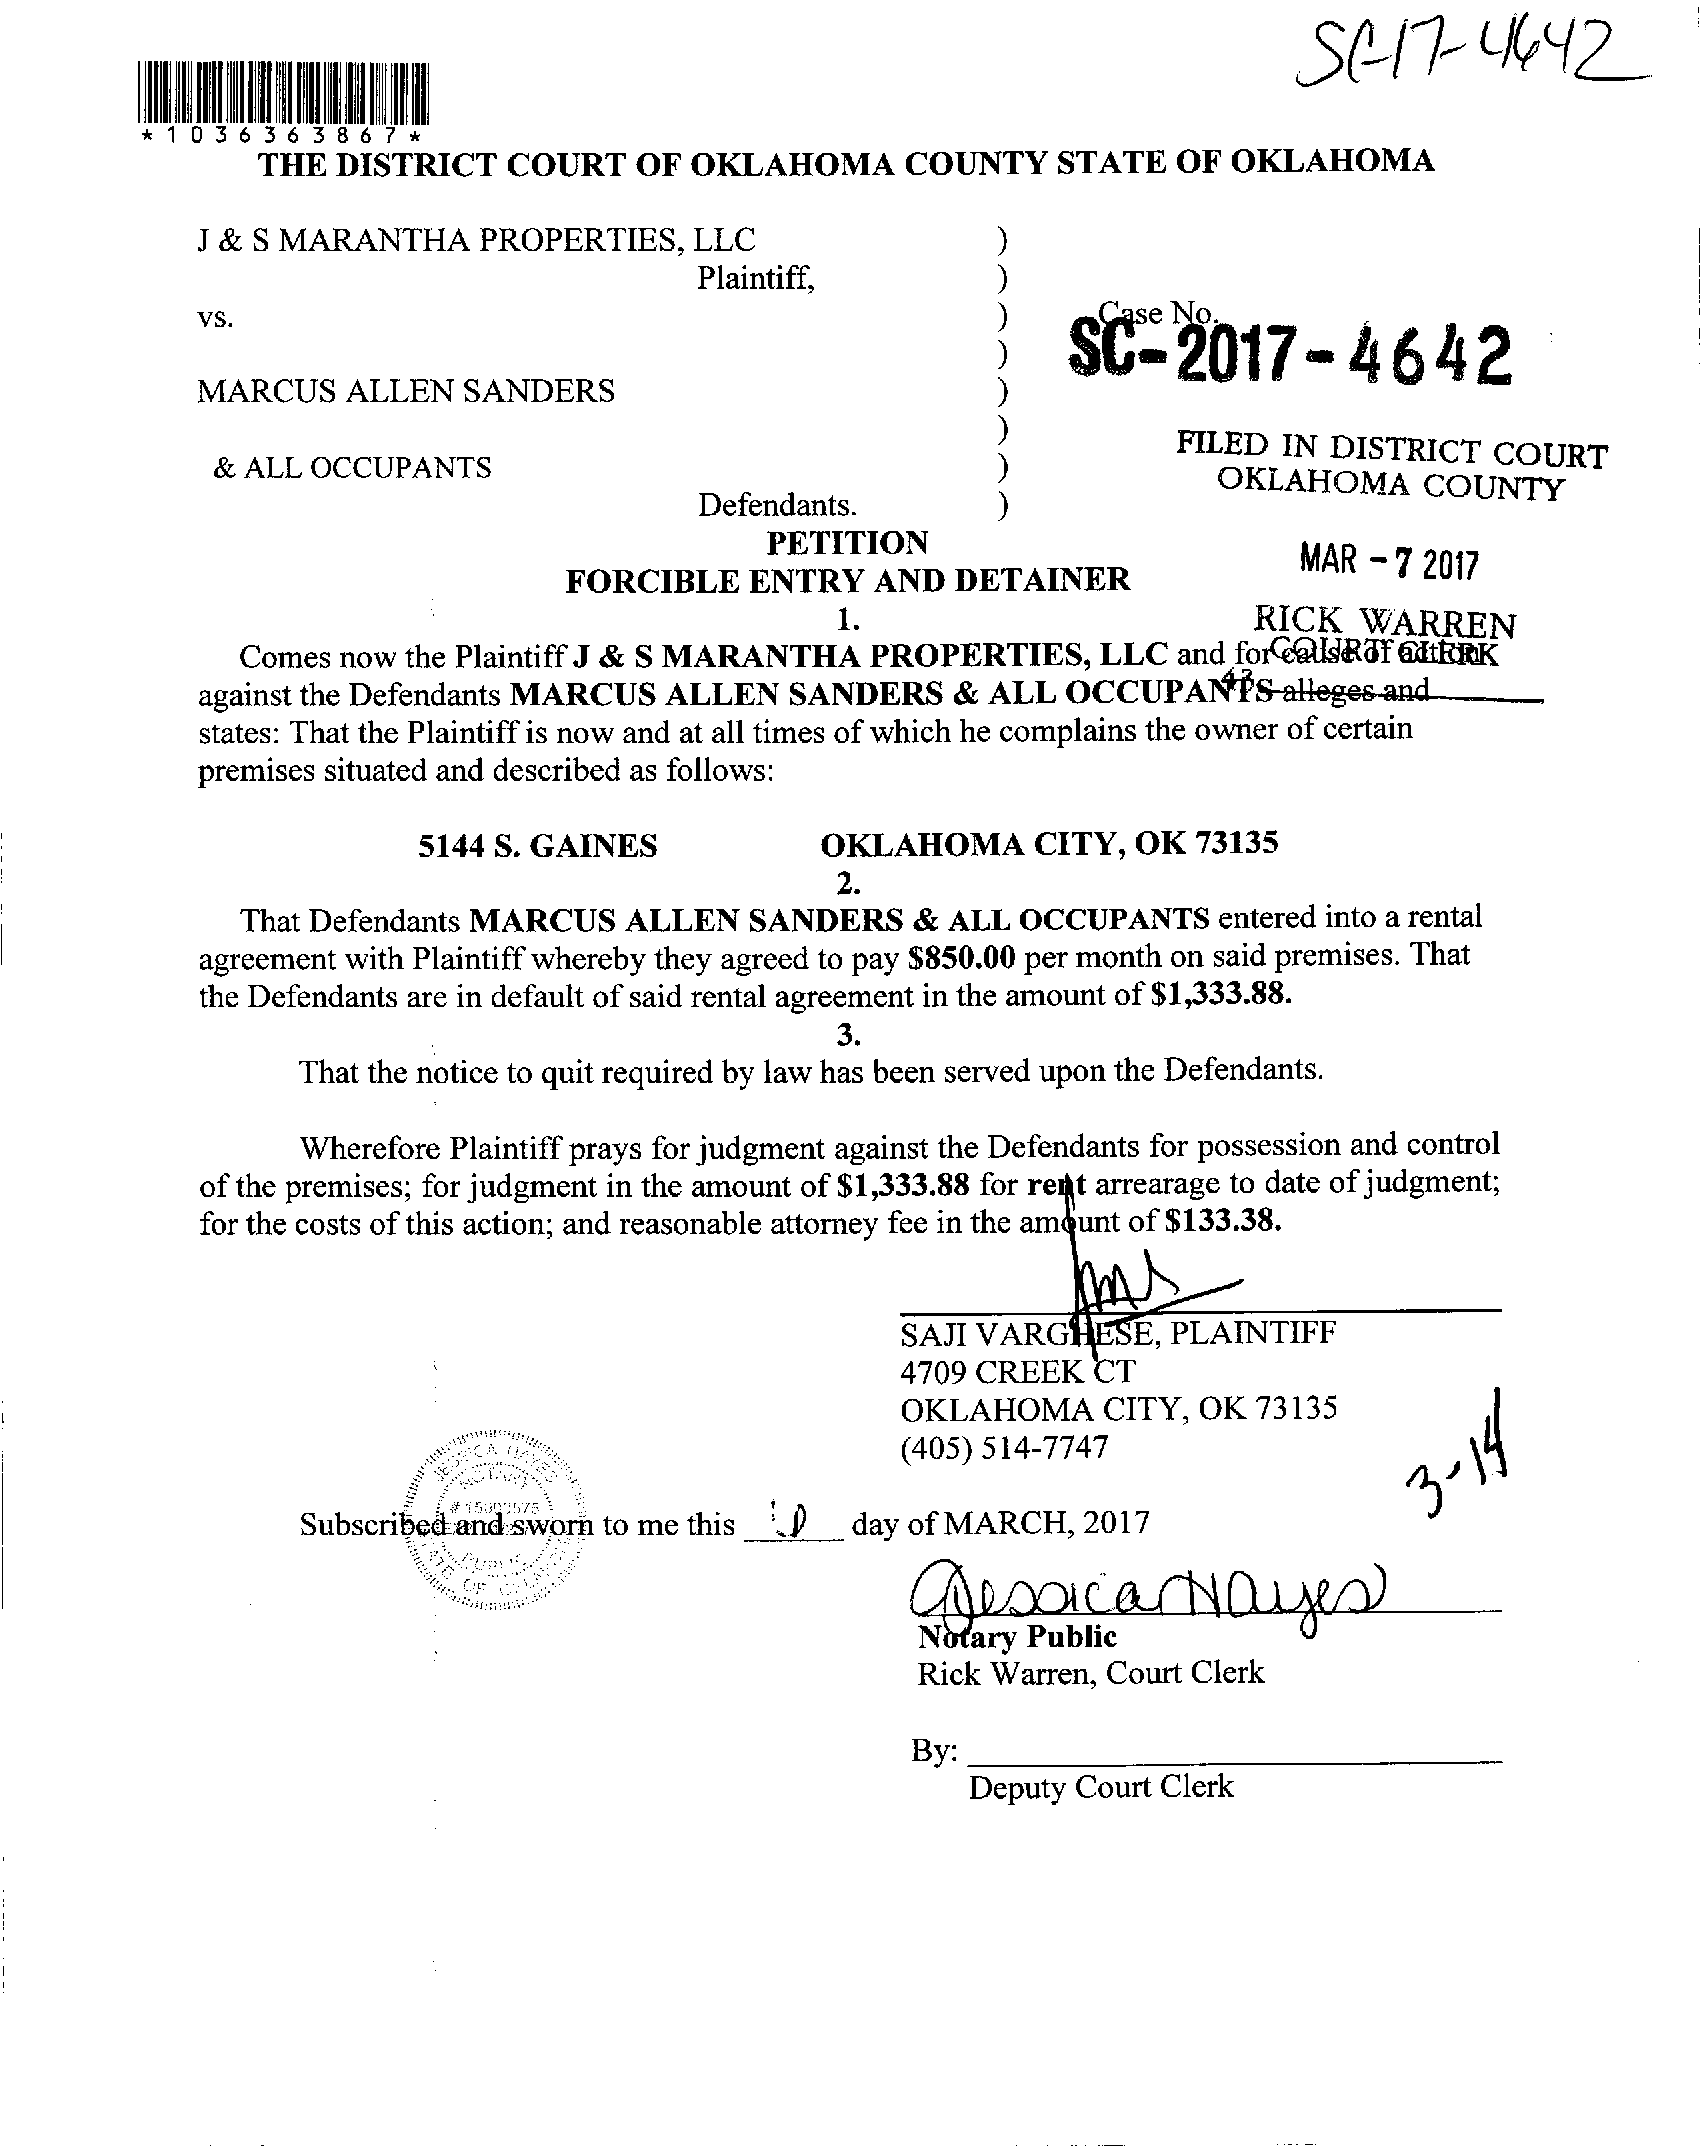 SC-17-4642
*1036363867*
THE DISTRICT COURT OF OKLAHOMA COUNTY STATE OF OKLAHOMA
J & S MARANTHA PROPERTIES, LLC )
Plaintiff, )
vs. ) Case No.
) SC-2017-4642
MARCUS ALLEN SANDERS )
)
& ALL OCCUPANTS )
Defendants. )
FILED IN DISTRICT COURT
OKLAHOMA COUNTY
MAR -7 2017
RICK WARREN
COURT CLERK
43
PETITION
FORCIBLE ENTRY AND DETAINER
1.
Comes now the Plaintiff J & S MARANTHA PROPERTIES, LLC and for cause of action
against the Defendants MARCUS ALLEN SANDERS & ALL OCCUPANTS alleges and
states: That the Plaintiff is now and at all times of which he complains the owner of certain
premises situated and described as follows:
5144 S. GAINES OKLAHOMA CITY, OK 73135
2.
That Defendants MARCUS ALLEN SANDERS & ALL OCCUPANTS entered into a rental
agreement with Plaintiff whereby they agreed to pay $850.00 per month on said premises. That
the Defendants are in default of said rental agreement in the amount of $1,333.88.
3.
That the notice to quit required by law has been served upon the Defendants.
Wherefore Plaintiff prays for judgment against the Defendants for possession and control
of the premises; for judgment in the amount of $1,333.88 for rent arrearage to date of judgment;
for the costs of this action; and reasonable attorney fee in the amount of $133.38.
SAJI VARGHESE, PLAINTIFF
4709 CREEK CT
OKLAHOMA CITY, OK 73135
(405) 514-7747
3-14
JESSICA HAYES
NOTARY
PUBLIC
Subscribed and sworn to me this day of MARCH, 2017
Jessica Hayes
Notary Public
Rick Warren, Court Clerk
By:
Deputy Court Clerk